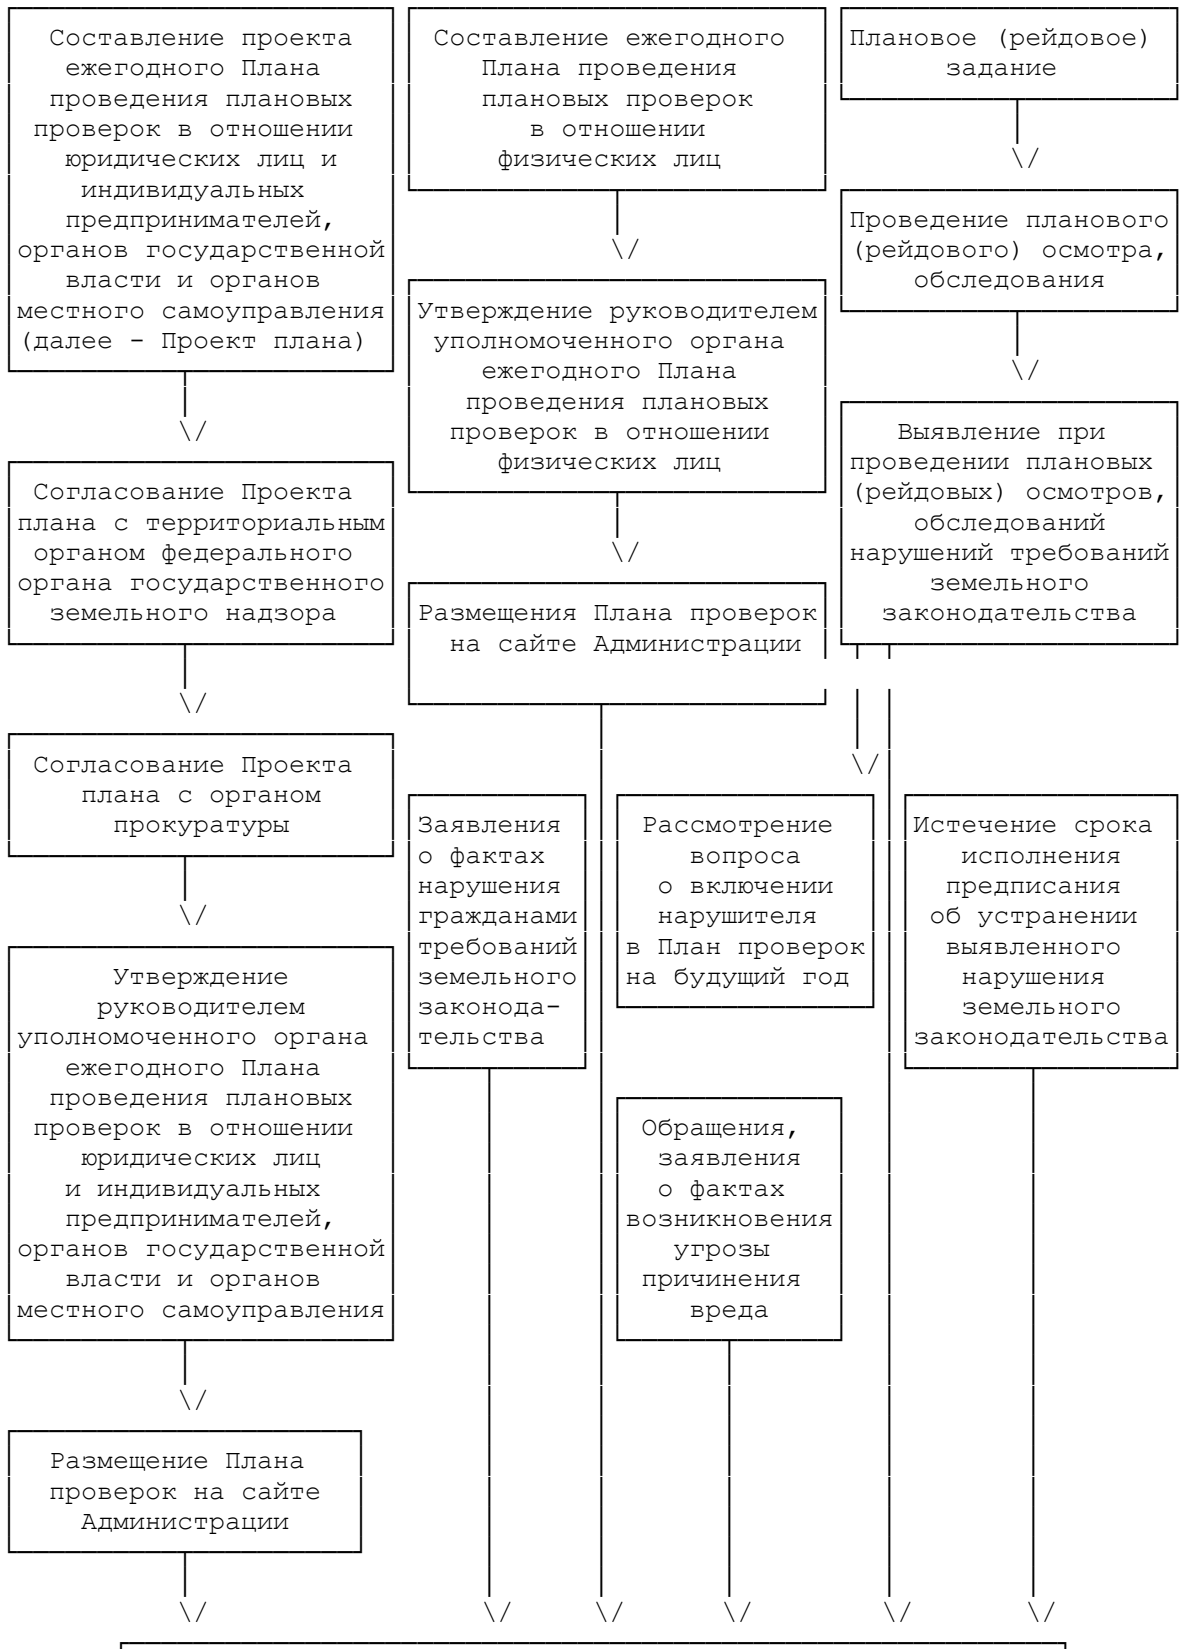 Составление проекта
ежегодного Плана
проведения плановых
проверок в отношении
юридических лиц и
индивидуальных
предпринимателей,
органов государственной
власти и органов
местного самоуправления
(далее - Проект плана)
Согласование Проекта
плана с территориальным
органом федерального
органа государственного
земельного надзора
Согласование Проекта
плана с органом
прокуратуры
Утверждение
руководителем
уполномоченного органа
ежегодного Плана
проведения плановых
проверок в отношении
юридических лиц
и индивидуальных
предпринимателей,
органов государственной
власти и органов
местного самоуправления
Размещение Плана
проверок на сайте
Администрации
Составление ежегодного
Плана проведения
плановых проверок
в отношении
физических лиц
Утверждение руководителем
уполномоченного органа
ежегодного Плана
проведения плановых
проверок в отношении
физических лиц
Размещения Плана проверок
на сайте Администрации
Плановое (рейдовое)
задание
Проведение планового
(рейдового) осмотра,
обследования
Выявление при
проведении плановых
(рейдовых) осмотров,
обследований
нарушений требований
земельного
законодательства
Заявления
о фактах
нарушения
гражданами
требований
земельного
законода-
тельства
Рассмотрение
вопроса
о включении
нарушителя
в План проверок
на будущий год
Обращения,
заявления
о фактах
возникновения
угрозы
причинения
вреда
Истечение срока
исполнения
предписания
об устранении
выявленного
нарушения
земельного
законодательства